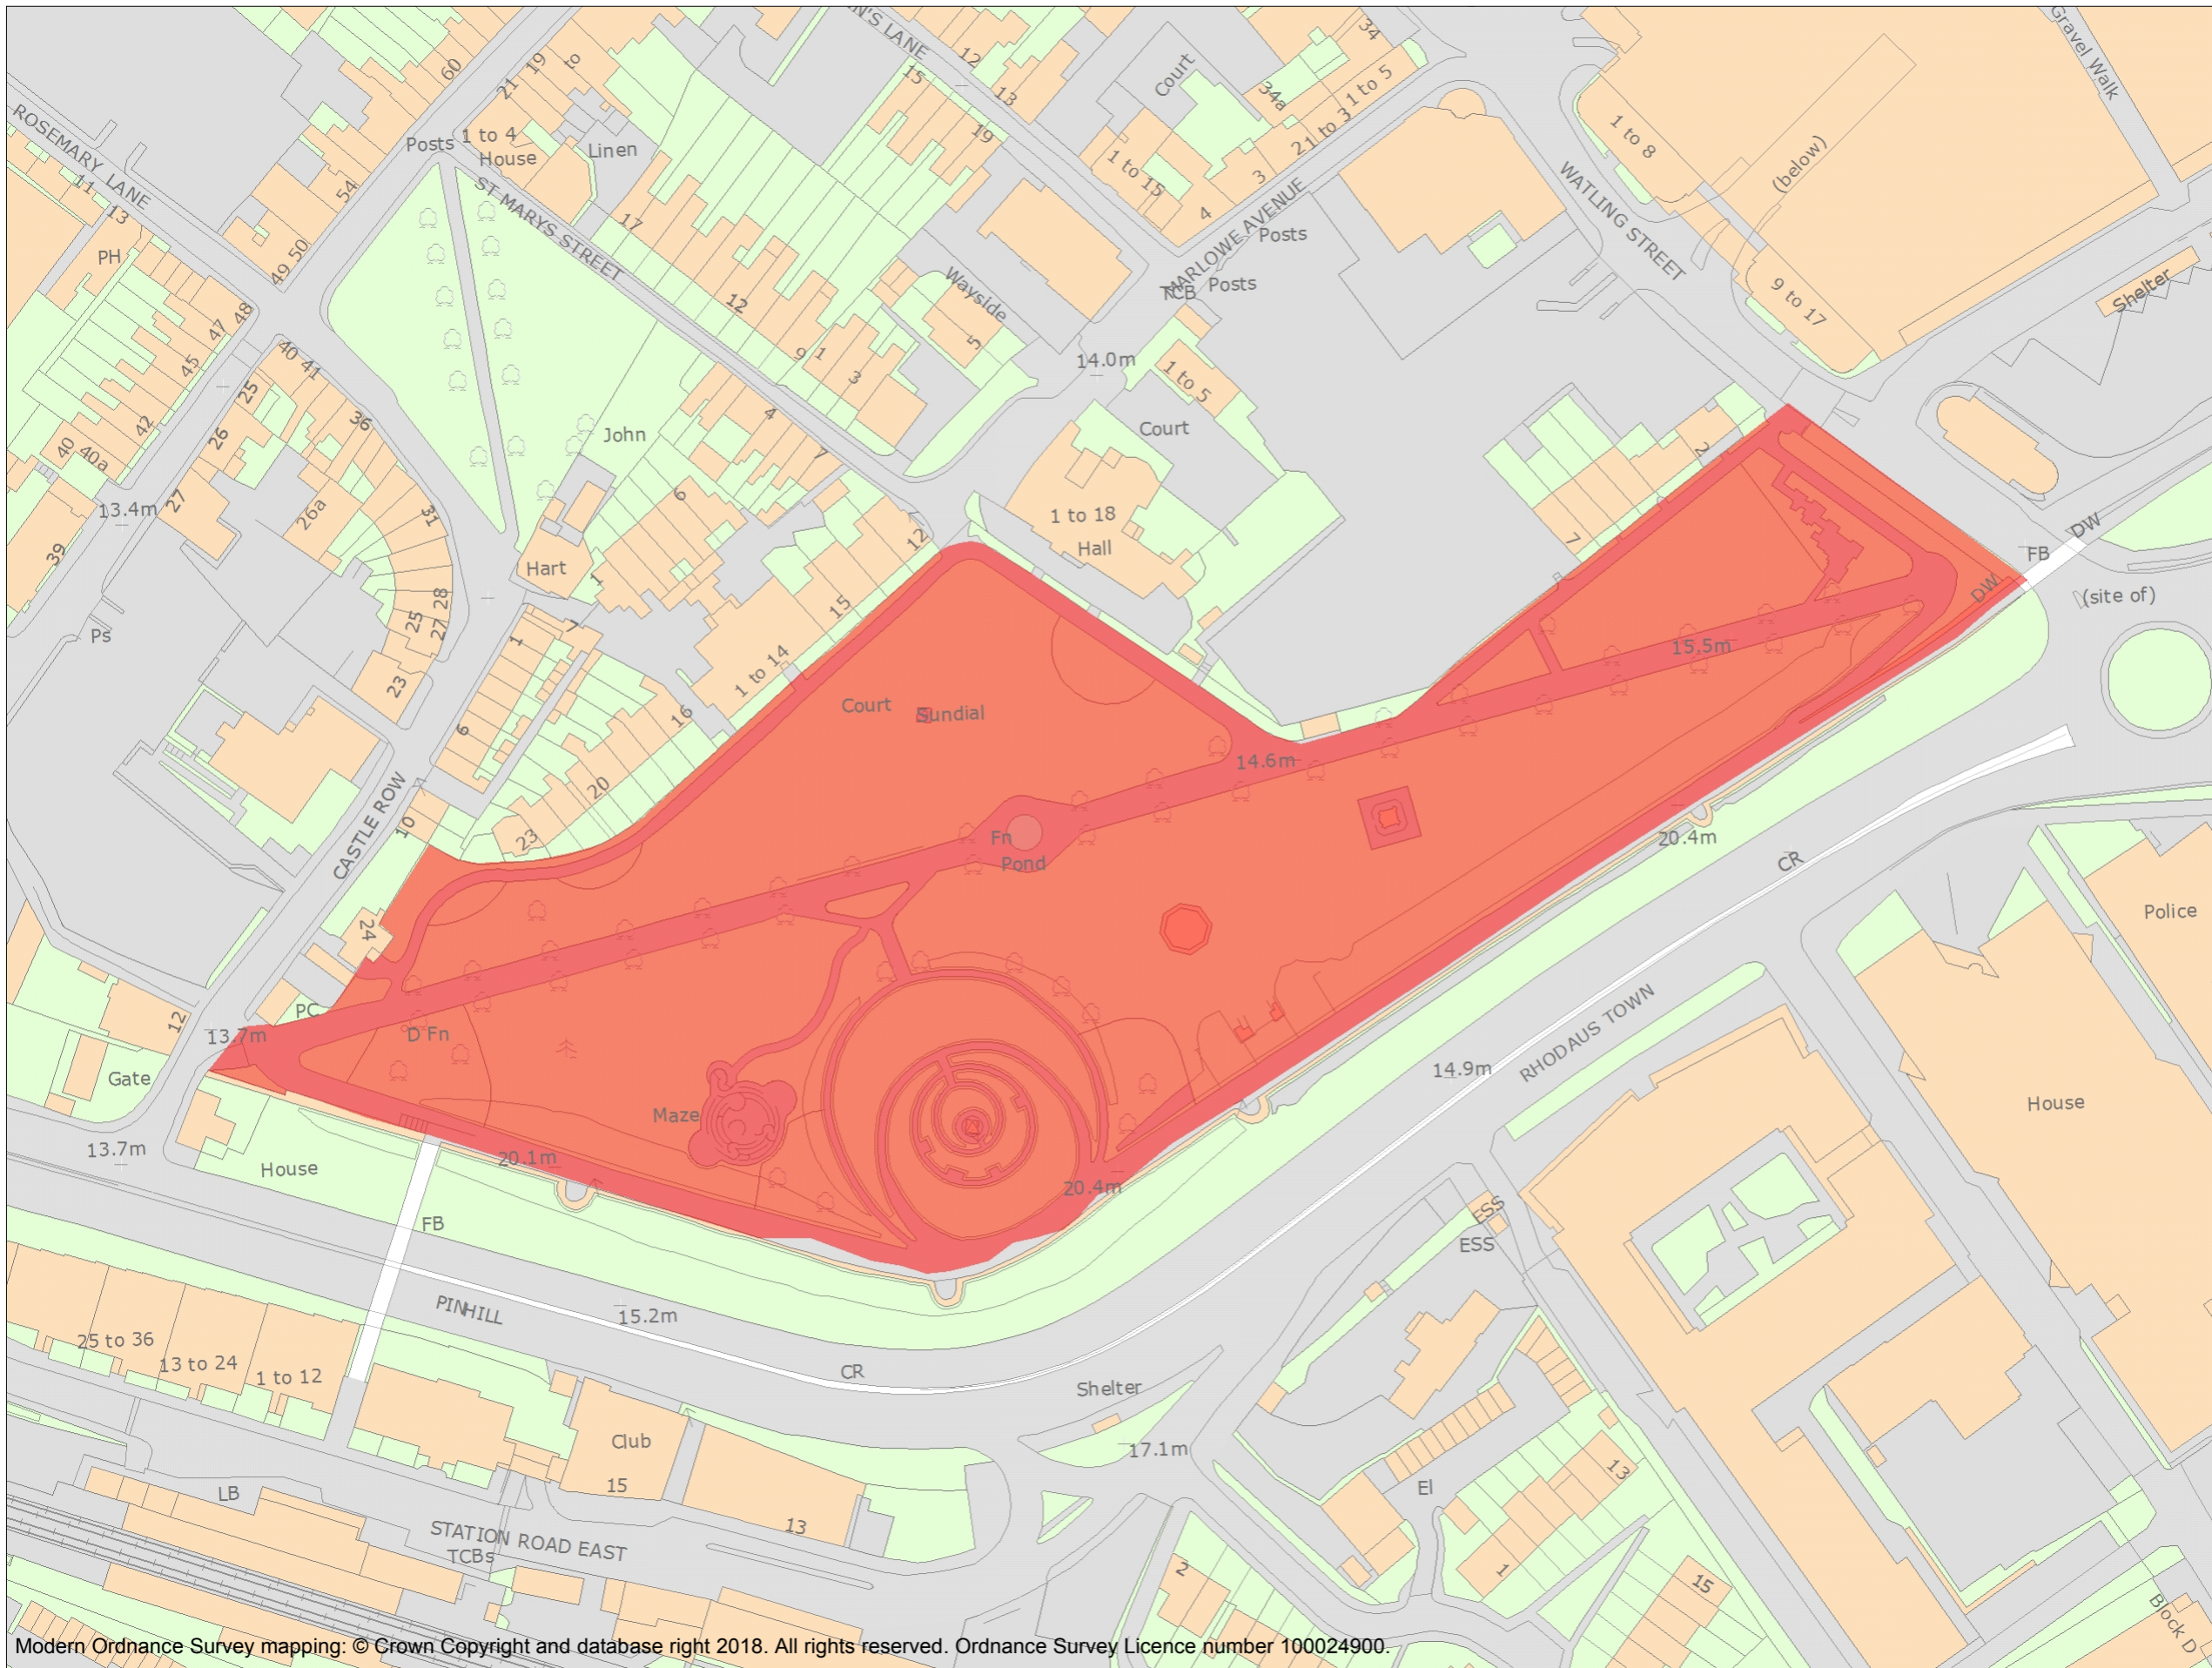 N'S LANE
34
Gravel Walk
60
19
to
12
21
15
13
Court
34a
1 to 5
1 to 8
ROSEMARY LANE
Posts
1 to 4
House
Linen
19
21 to 3
(below)
11
13
54
ST MARYS STREET
17
1 to 15
3
4
WATLING STREET
PH
49 50
MARLOWE AVENUE
Posts
TCB
Posts
Shelter
47
48
12
Wayside
9 to 17
45
40
41
9
1
5
14.0m
25
36
3
1 to 5
42
26
4
Court
40
40a
John
7
2
27
26a
31
6
13.4m
1 to 18
Hall
39
12
7
DW
FB
Hart
1
DW
(site of)
28
15
25
27
Ps
1
7
15.5m
23
1 to 14
Court
Sundial
16
6
14.6m
CASTLE ROW
20
10
23
Fn
Pond
20.4m
CR
24
Police
12
PC
13.7m
D Fn
RHODAUS TOWN
Gate
14.9m
House
Maze
13.7m
House
20.1m
20.4m
FB
ESS
ESS
PINHILL
15.2m
25 to 36
13 to 24
1 to 12
CR
Shelter
Club
17.1m
15
LB
13
13
El
STATION ROAD EAST
TCBs
2
1
15
Block D
Modern Ordnance Survey mapping: © Crown Copyright and database right 2018. All rights reserved. Ordnance Survey Licence number 100024900.